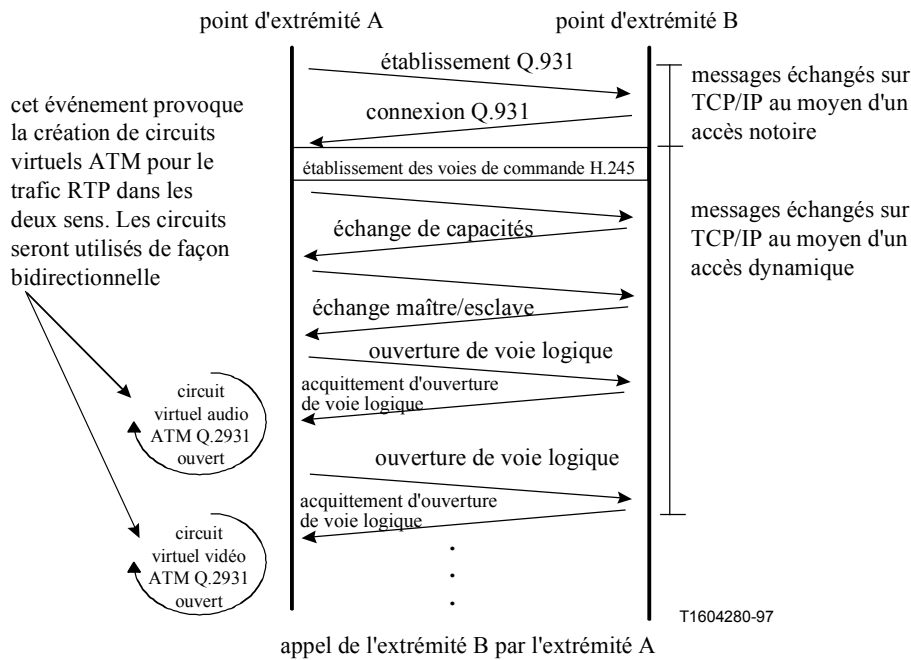 point d'extrémité A
point d'extrémité B
établissement Q.931
messages échangés sur
TCP/IP au moyen d'un
accès notoire
connexion Q.931
cet événement provoque
la création de circuits
virtuels ATM pour le
trafic RTP dans les
deux sens. Les circuits
seront utilisés de façon
bidirectionnelle
établissement des voies de commande H.245
messages échangés sur
TCP/IP au moyen d'un
accès dynamique
échange de capacités
échange maître/esclave
ouverture de voie logique
acquittement d'ouverture
de voie logique
circuit
virtuel audio
ATM Q.2931
ouvert
ouverture de voie logique
acquittement d'ouverture
de voie logique
circuit
virtuel vidéo
ATM Q.2931
ouvert
T1604280-97
appel de l'extrémité B par l'extrémité A